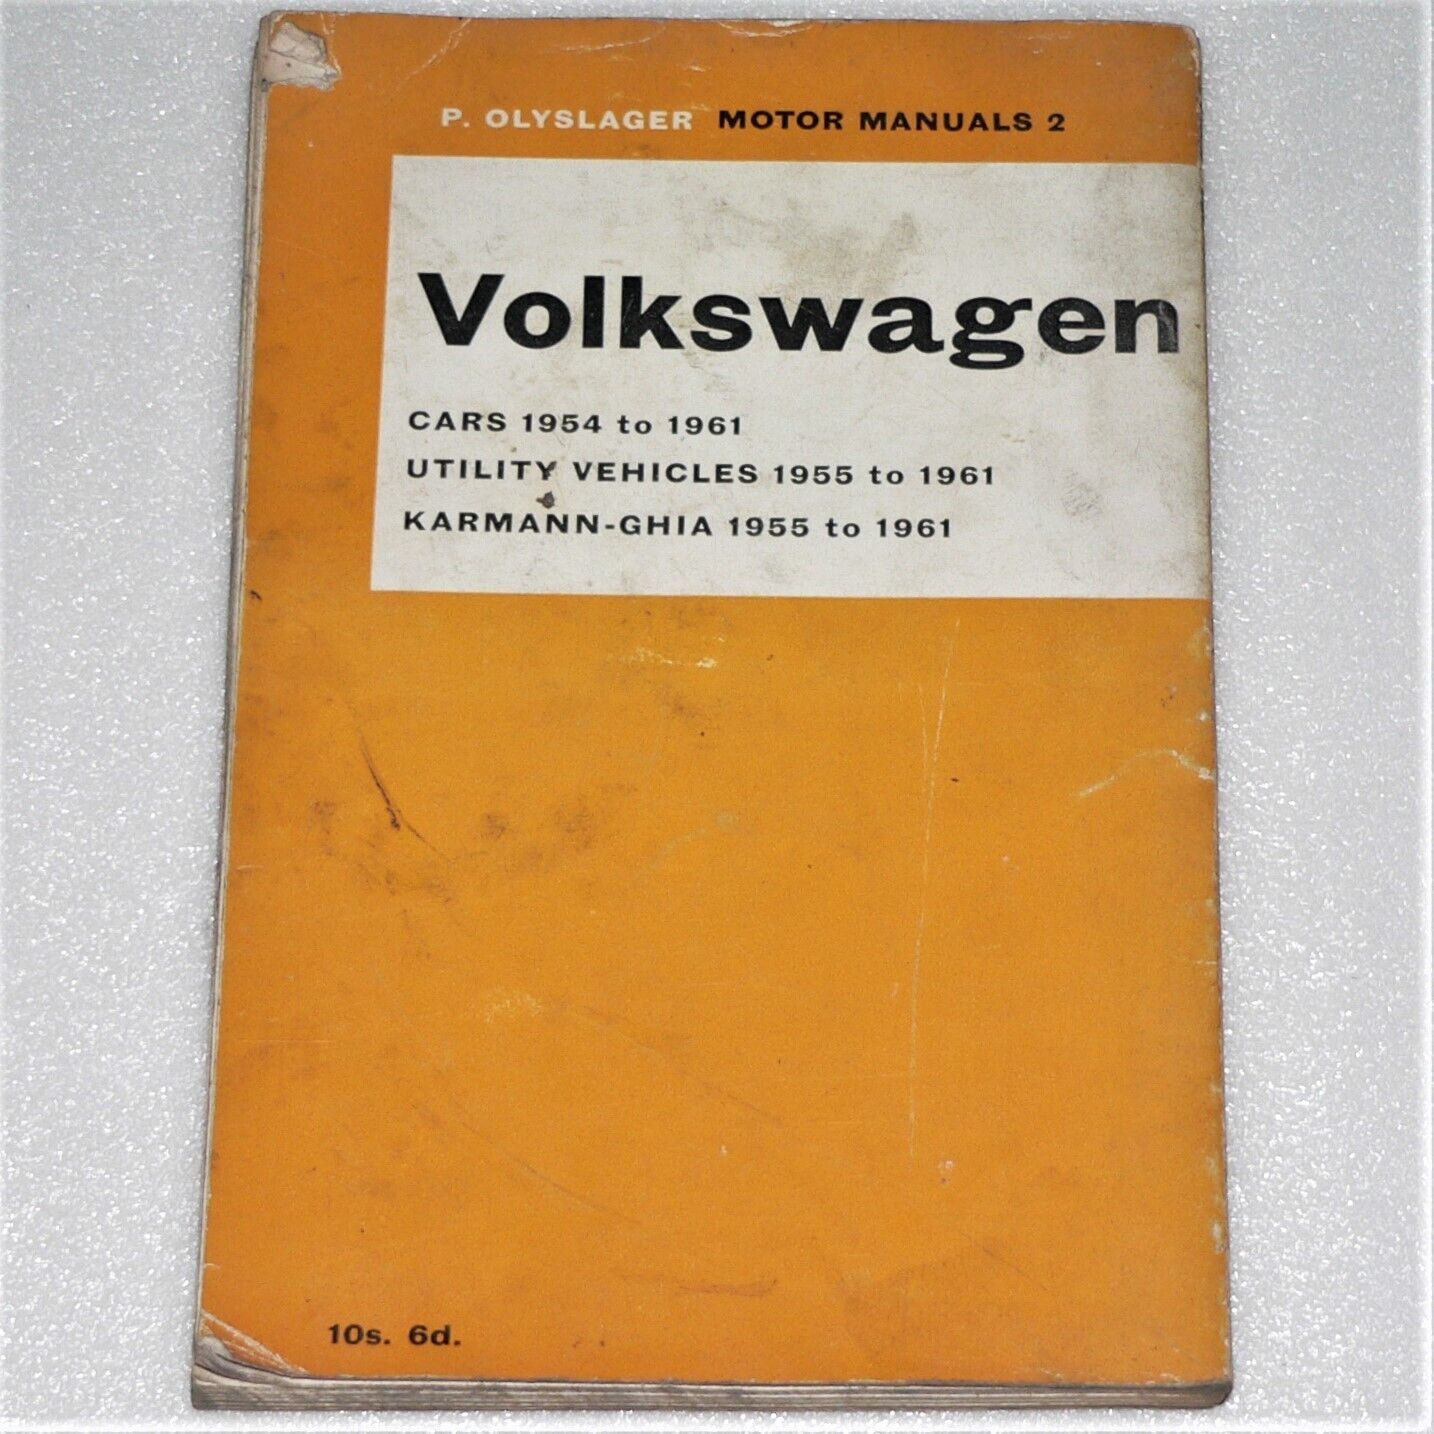 P. OLYSLAGER MOTOR MANUALS 2
Volkswagen
CARS 1954 to 1961
UTILITY VEHICLES 1955 to 1961
KARMANN-GHIA 1955 to 1961
10s. 6d.